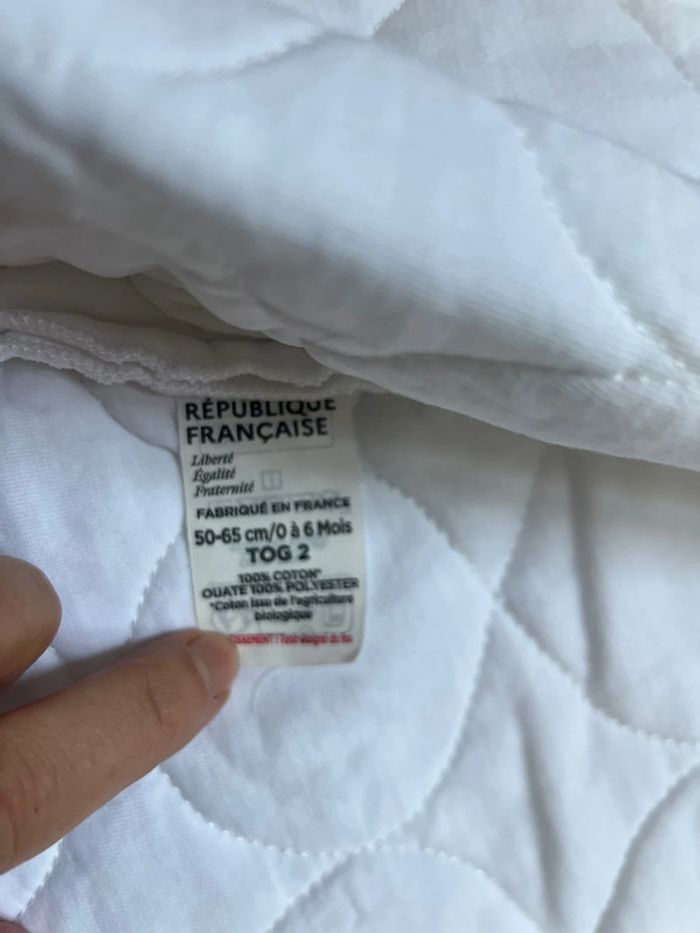 RÉPUBLIQUE
FRANÇAISE
Liberté
Égalité
Fraternité
FABRIQUÉ EN FRANCE
50-65 cm/0 à 6 Mois
TOG 2
100% COTON*
OUATE 100% POLYESTER
*Coton issu de l'agriculture
biologique